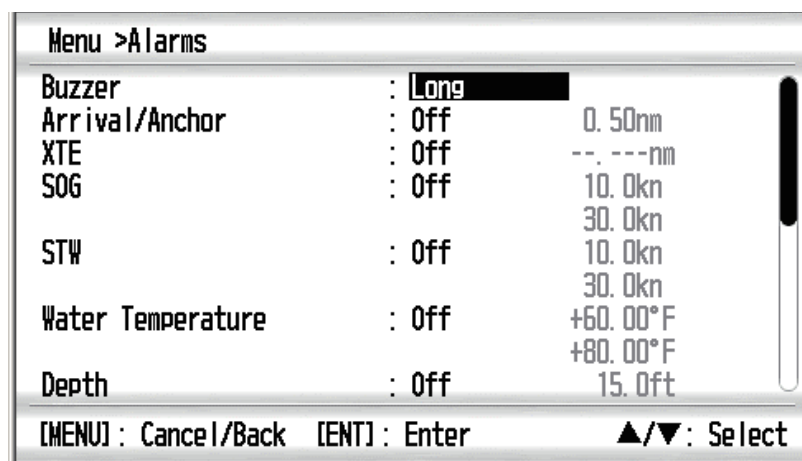 Menu >Alarms
Buzzer : Long
Arrival/Anchor : Off 0.50nm
XTE : Off --.---nm
SOG : Off 10.0kn
30.0kn
STW : Off 10.0kn
30.0kn
Water Temperature : Off +60.00°F
+80.00°F
Depth : Off 15.0ft
[MENU]: Cancel/Back [ENT]: Enter ▲/▼: Select